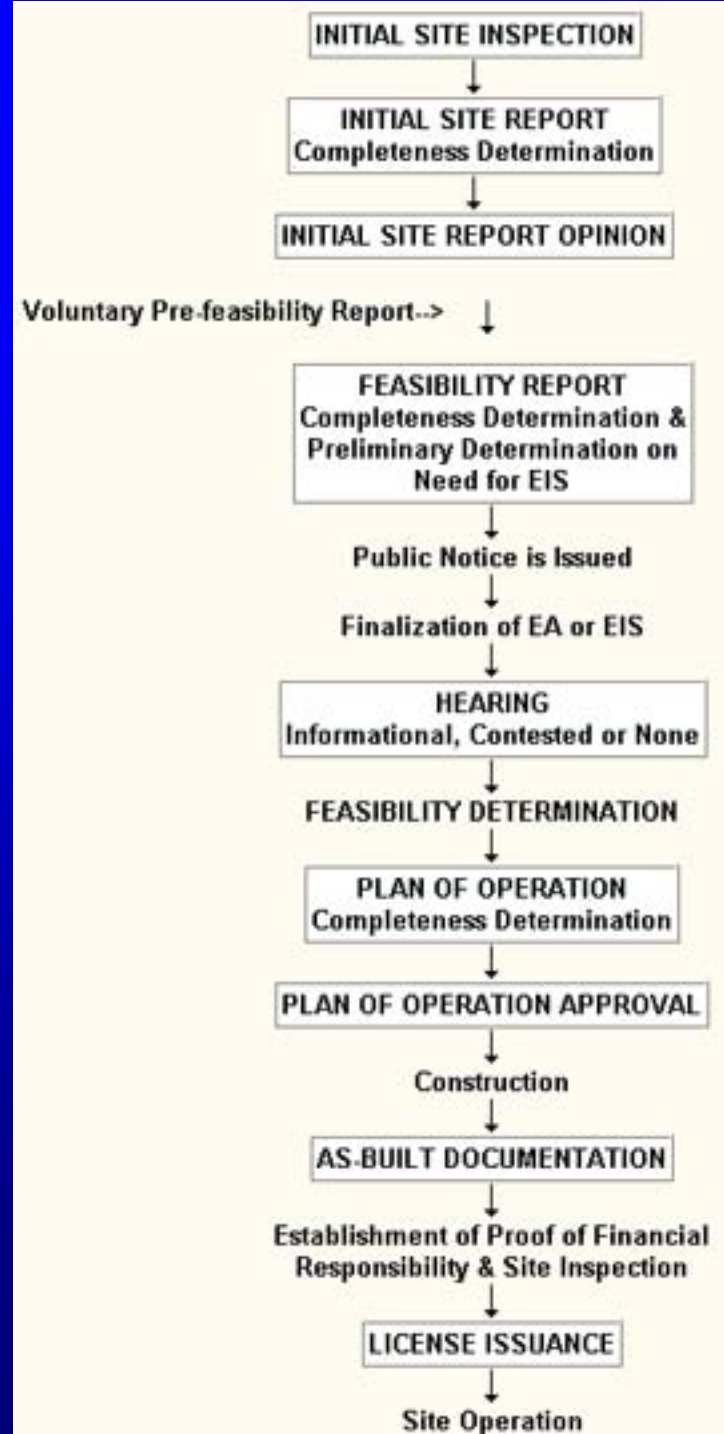 INITIAL SITE INSPECTION
INITIAL SITE REPORT
Completeness Determination
INITIAL SITE REPORT OPINION
Voluntary Pre-feasibility Report-->
FEASIBILITY REPORT
Completeness Determination &
Preliminary Determination on
Need for EIS
Public Notice is Issued
Finalization of EA or EIS
HEARING
Informational, Contested or None
FEASIBILITY DETERMINATION
PLAN OF OPERATION
Completeness Determination
PLAN OF OPERATION APPROVAL
Construction
AS-BUILT DOCUMENTATION
Establishment of Proof of Financial
Responsibility & Site Inspection
LICENSE ISSUANCE
Site Operation